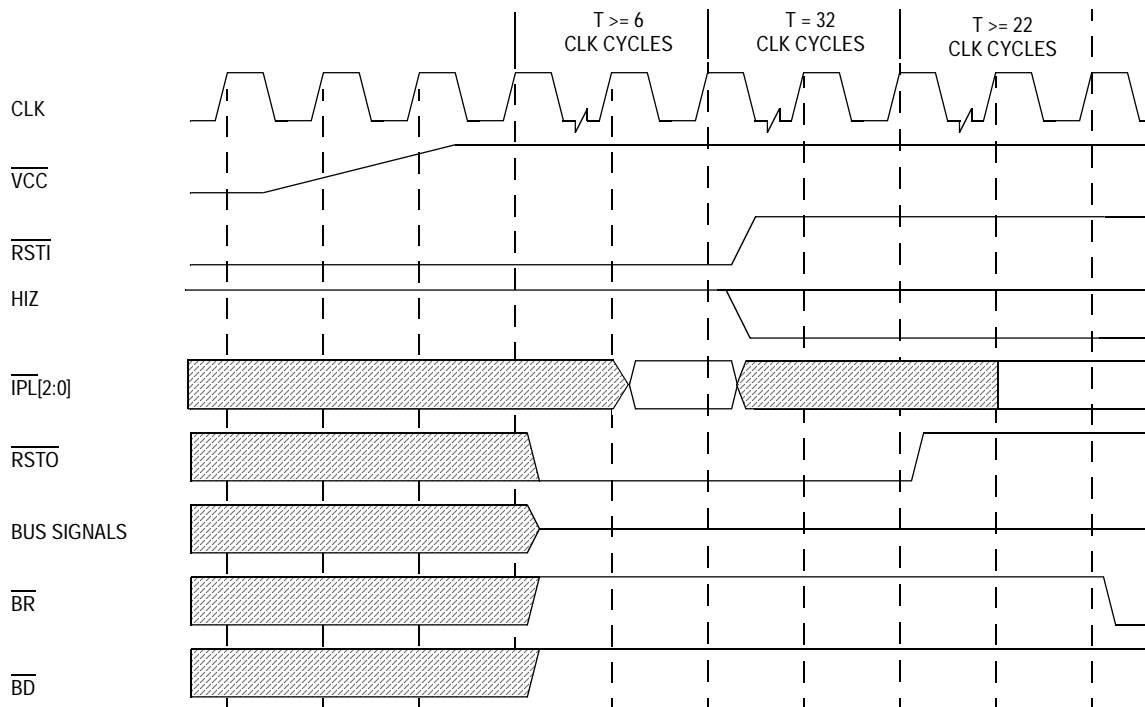 T >= 6
CLK CYCLES
T = 32
CLK CYCLES
T >= 22
CLK CYCLES
CLK
VCC
RSTI
HIZ
IPL[2:0]
RSTO
BUS SIGNALS
BR
BD